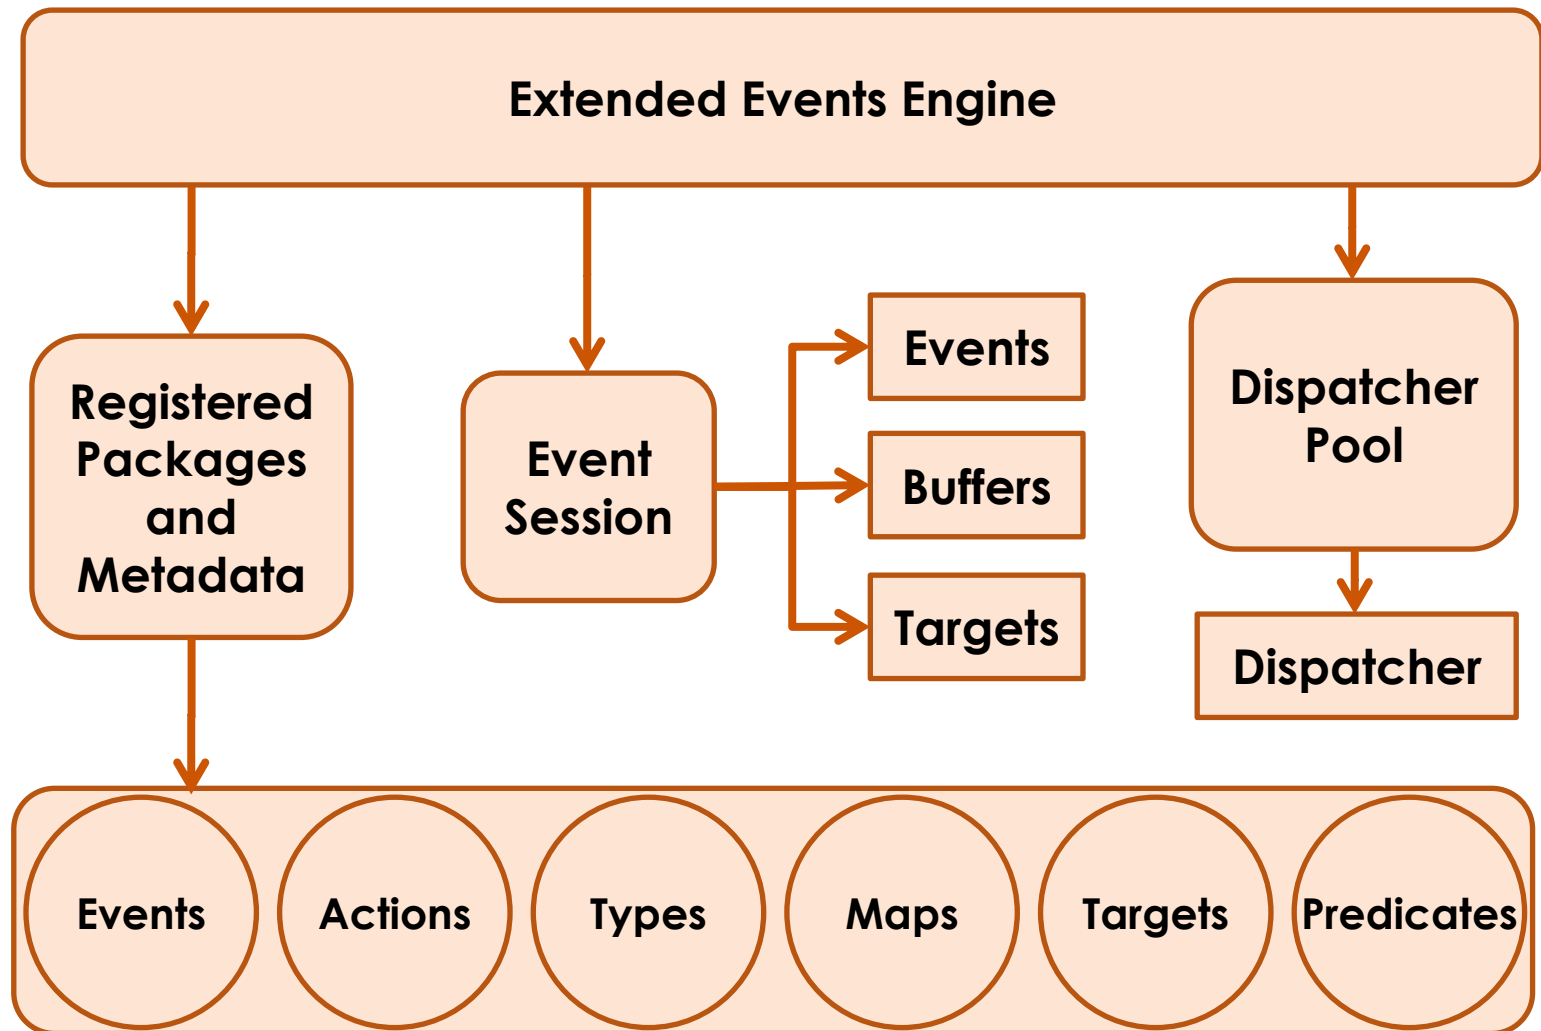 Extended Events Engine
Registered
Packages
and
Metadata
Event
Session
Events
Buffers
Targets
Dispatcher
Pool
Dispatcher
Events
Actions
Types
Maps
Targets
Predicates